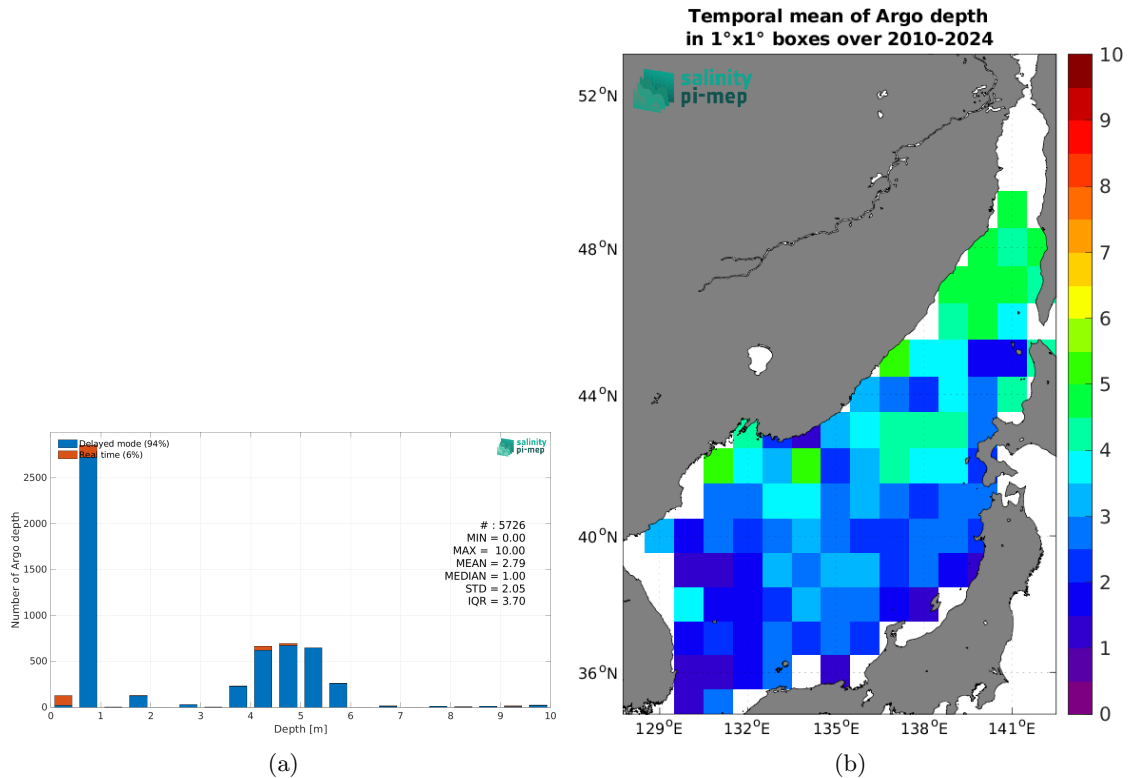 Delayed mode (94%)
Real time (6%)
salinity
pi-mep
# : 5726
MIN = 0.00
MAX = 10.00
MEAN = 2.79
MEDIAN = 1.00
STD = 2.05
IQR = 3.70
Number of Argo depth
2500
2000
1500
1000
500
0
0 1 2 3 4 5 6 7 8 9 10
Depth [m]
(a)
Temporal mean of Argo depth
in 1°x1° boxes over 2010-2024
salinity
pi-mep
52°N
48°N
44°N
40°N
36°N
129°E 132°E 135°E 138°E 141°E
10
9
8
7
6
5
4
3
2
1
0
(b)